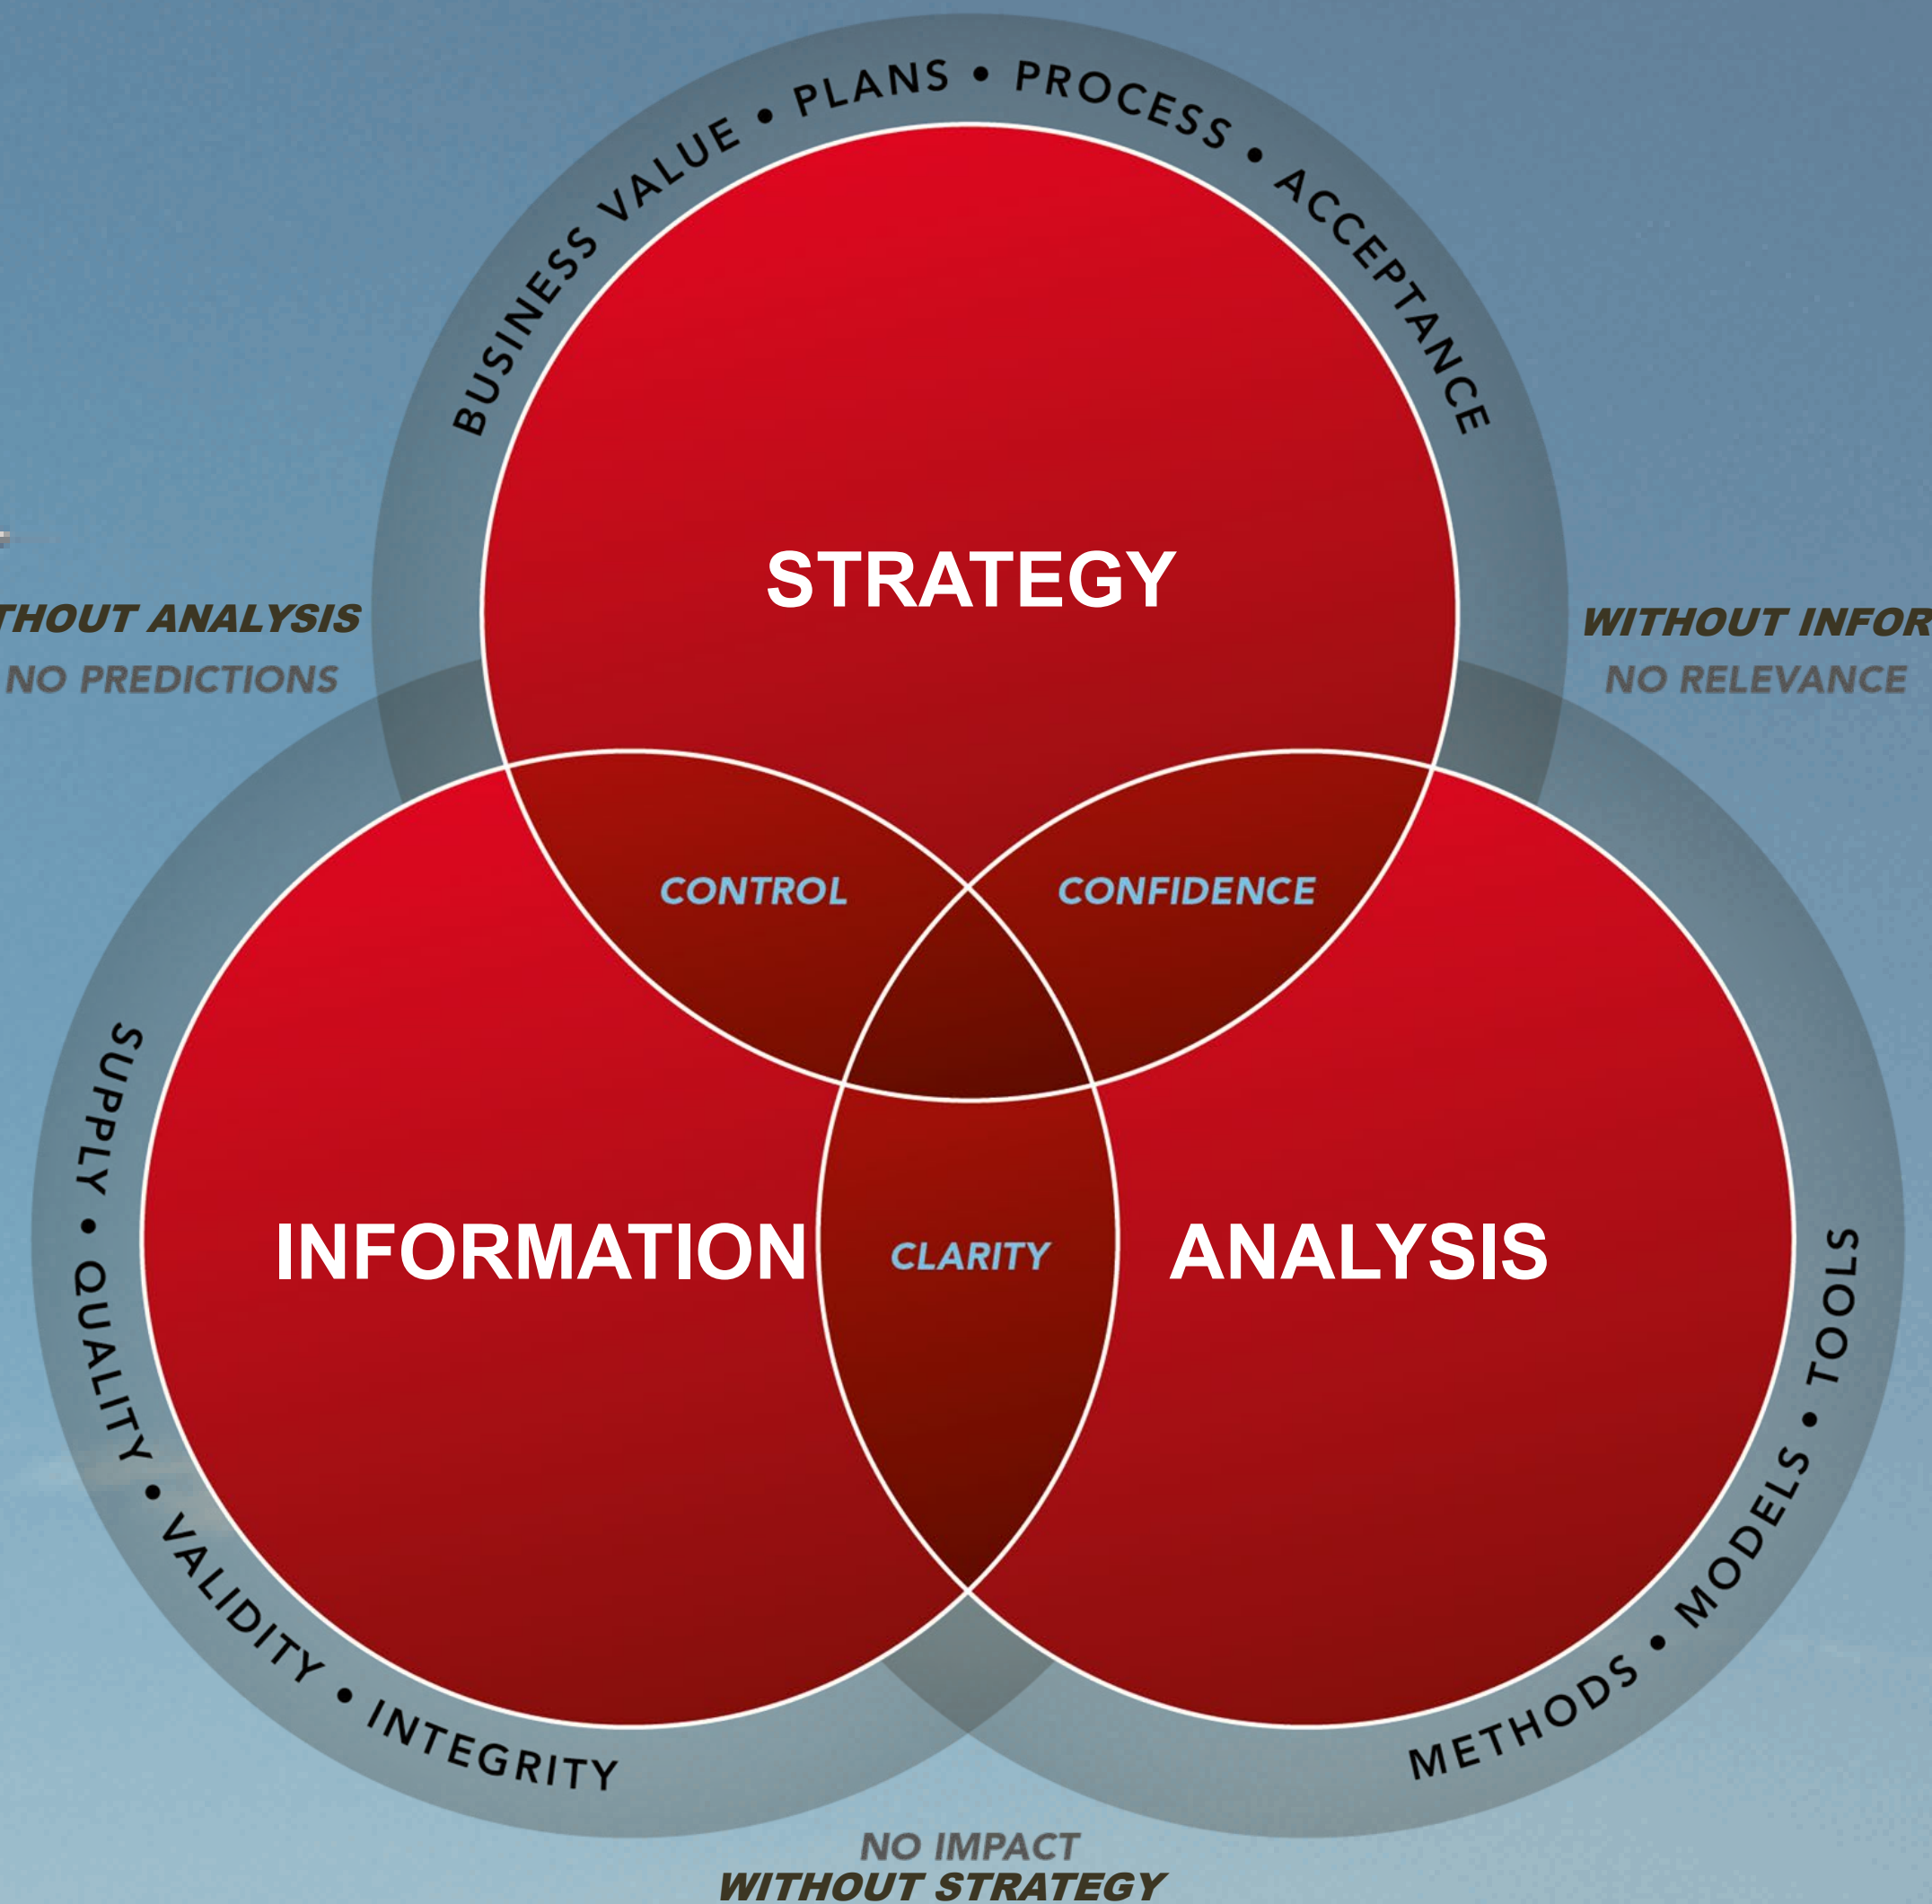 BUSINESS VALUE • PLANS • PROCESS • ACCEPTANCE
STRATEGY
THOUT ANALYSIS
NO PREDICTIONS
WITHOUT INFOR
NO RELEVANCE
CONTROL
CONFIDENCE
SUPPLY • QUALITY • VALIDITY • INTEGRITY
INFORMATION
CLARITY
ANALYSIS
METHODS • MODELS • TOOLS
NO IMPACT
WITHOUT STRATEGY